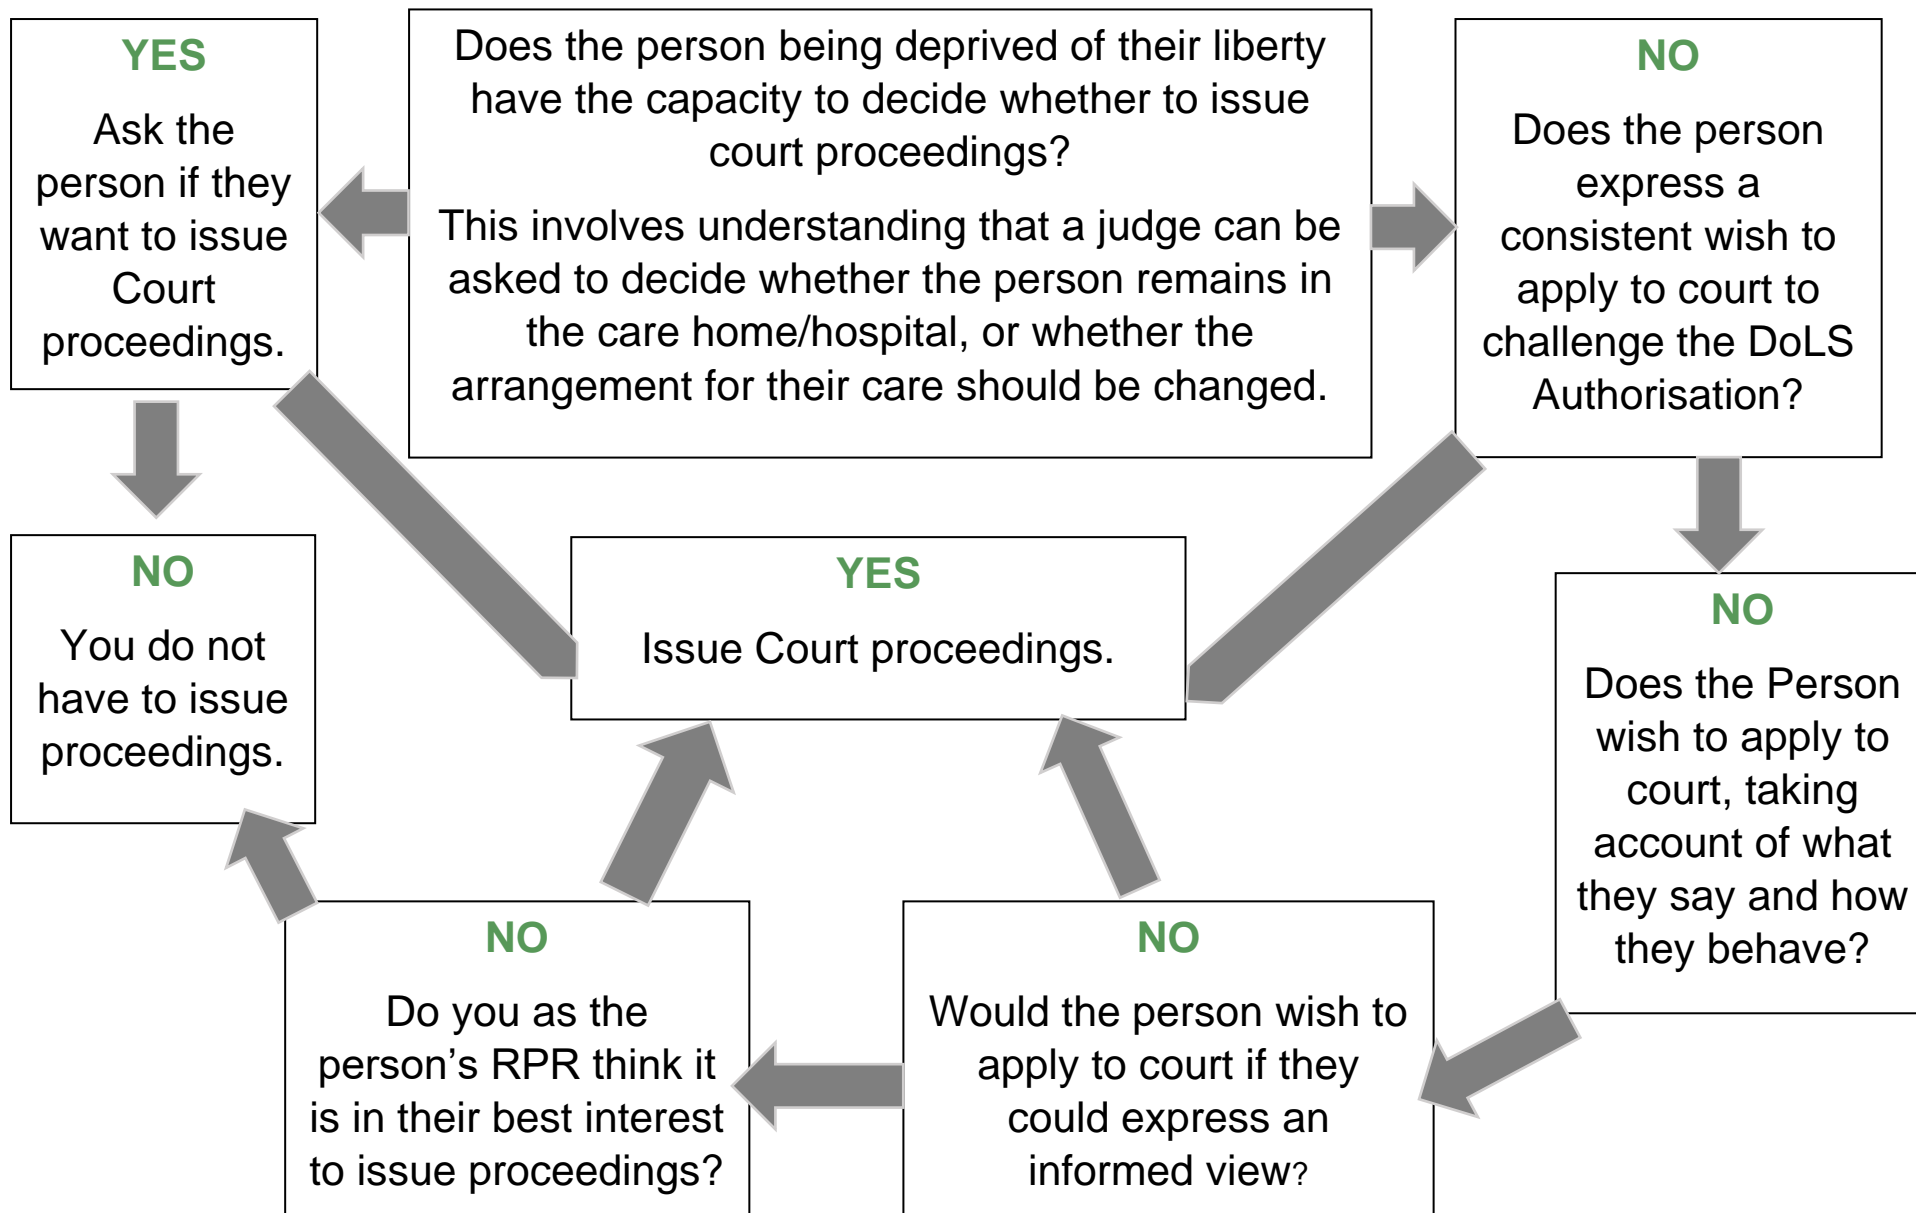 YES
Ask the
person if they
want to issue
Court
proceedings.
Does the person being deprived of their liberty
have the capacity to decide whether to issue
court proceedings?
This involves understanding that a judge can be
asked to decide whether the person remains in
the care home/hospital, or whether the
arrangement for their care should be changed.
NO
Does the person
express a
consistent wish to
apply to court to
challenge the DoLS
Authorisation?
NO
You do not
have to issue
proceedings.
YES
Issue Court proceedings.
NO
Does the Person
wish to apply to
court, taking
account of what
they say and how
they behave?
NO
Do you as the
person’s RPR think it
is in their best interest
to issue proceedings?
NO
Would the person wish to
apply to court if they
could express an
informed view?